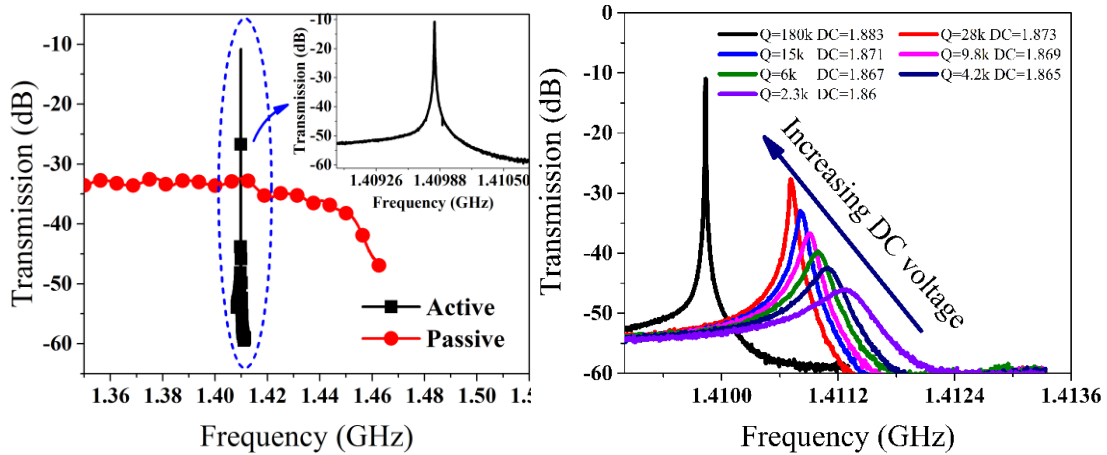 Transmission (dB)
-10
-20
-30
-40
-50
-60
1.36
1.38
1.40
1.42
1.44
1.46
1.48
1.50
1.5
Frequency (GHz)
Active
Passive
Transmission (dB)
-10
-20
-30
-40
-50
-60
1.40926
1.40988
1.41050
Frequency (GHz)
Transmission (dB)
0
-10
-20
-30
-40
-50
-60
Q=180k DC=1.883
Q=28k DC=1.873
Q=15k DC=1.871
Q=9.8k DC=1.869
Q=6k DC=1.867
Q=4.2k DC=1.865
Q=2.3k DC=1.86
Increasing DC voltage
1.4100
1.4112
1.4124
1.4136
Frequency (GHz)